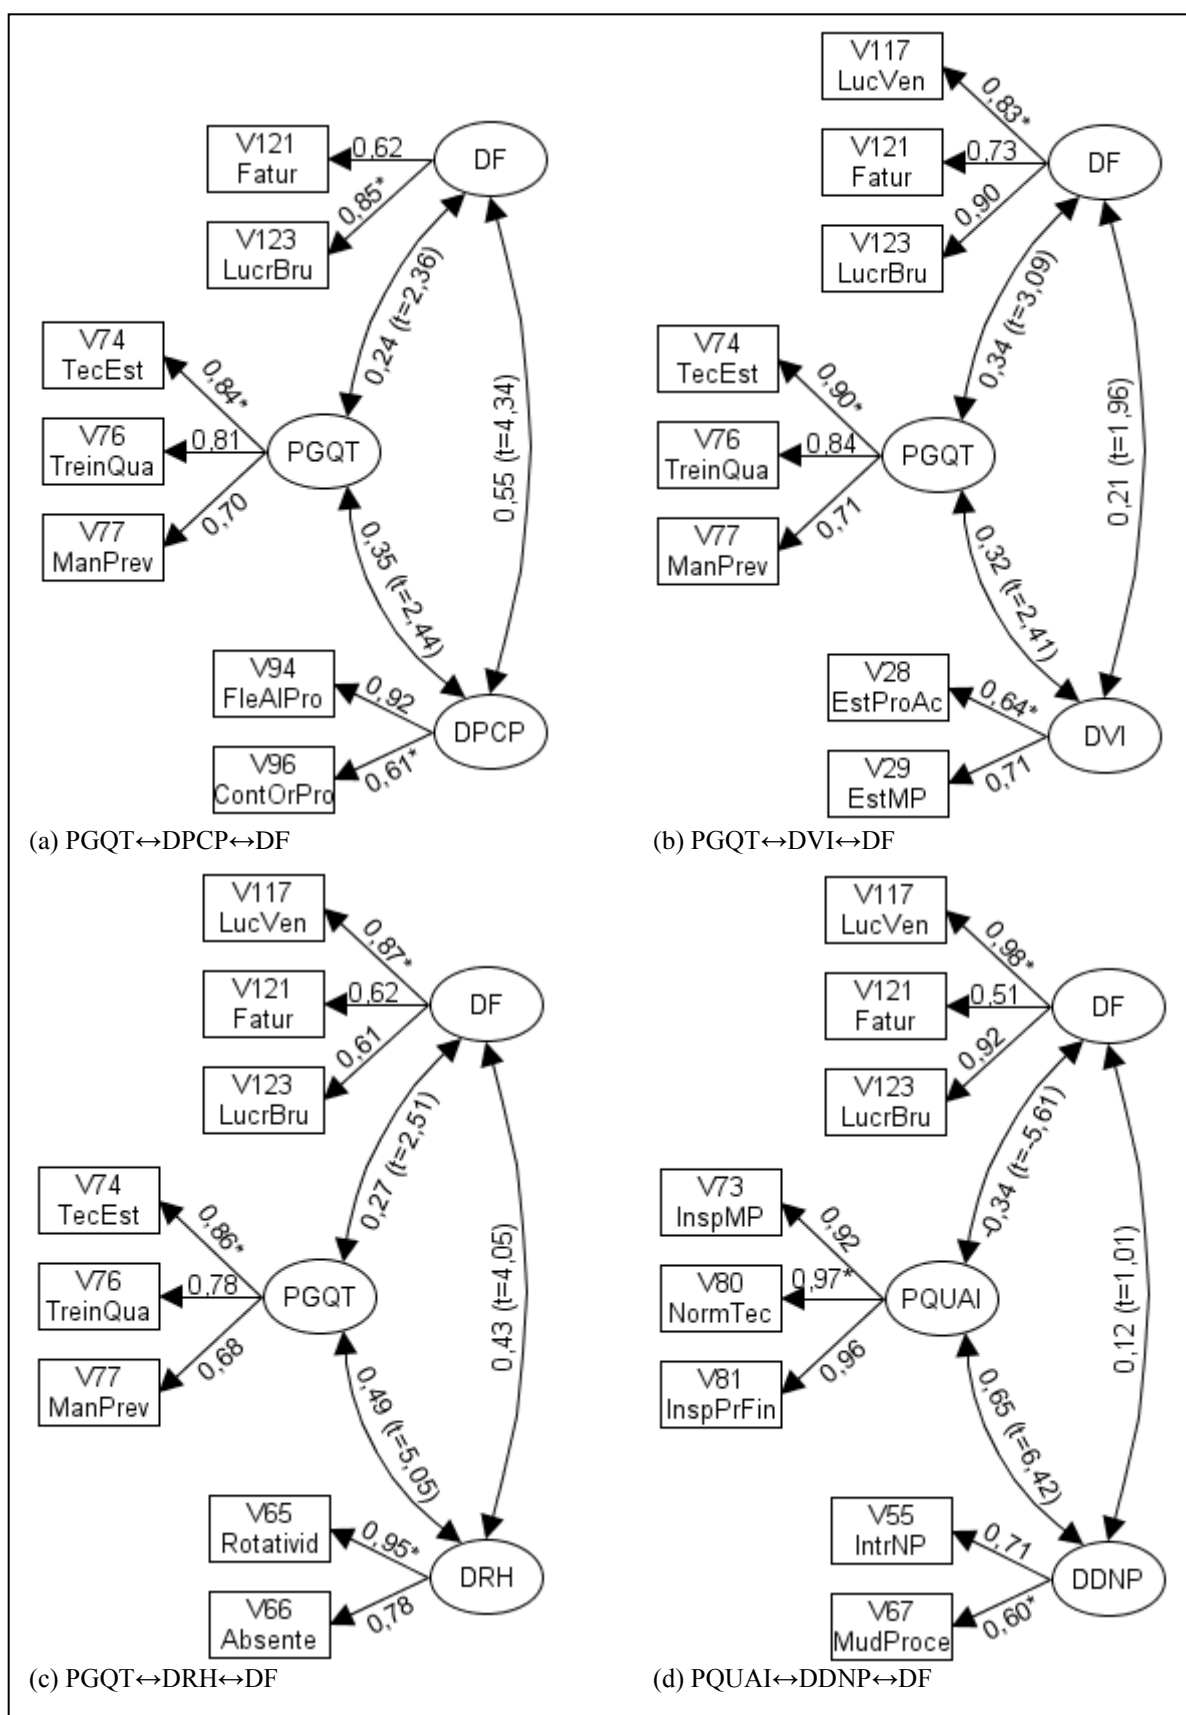 V121
Fatur
0,62
DF
0,85*
V123
LucrBru
0,24 (t=2,36)
V74
TecEst
0,84*
V76
TreinQua
0,81
PGQT
0,55 (t=4,34)
V77
ManPrev
0,70
0,35 (t=2,44)
V94
FleAlPro
0,92
DPCP
V96
ContOrPro
0,61*
(a) PGQT↔DPCP↔DF
V117
LucVen
0,83*
V121
Fatur
0,73
DF
0,90
V123
LucrBru
0,34 (t=3,09)
V74
TecEst
0,90*
V76
TreinQua
0,84
PGQT
0,21 (t=1,96)
V77
ManPrev
0,71
0,32 (t=2,41)
V28
EstProAc
0,64*
DVI
V29
EstMP
0,71
(b) PGQT↔DVI↔DF
V117
LucVen
0,87*
V121
Fatur
0,62
DF
0,61
V123
LucrBru
0,27 (t=2,51)
V74
TecEst
0,86*
V76
TreinQua
0,78
PGQT
0,43 (t=4,05)
V77
ManPrev
0,68
0,49 (t=5,05)
V65
Rotativid
0,95*
DRH
V66
Absente
0,78
(c) PGQT↔DRH↔DF
V117
LucVen
0,98*
V121
Fatur
0,51
DF
0,92
V123
LucrBru
-0,34 (t=-5,61)
V73
InspMP
0,92
V80
NormTec
0,97*
PQUAI
0,12 (t=1,01)
V81
InspPrFin
0,96
0,65 (t=6,42)
V55
IntrNP
0,71
DDNP
V67
MudProce
0,60*
(d) PQUAI↔DDNP↔DF